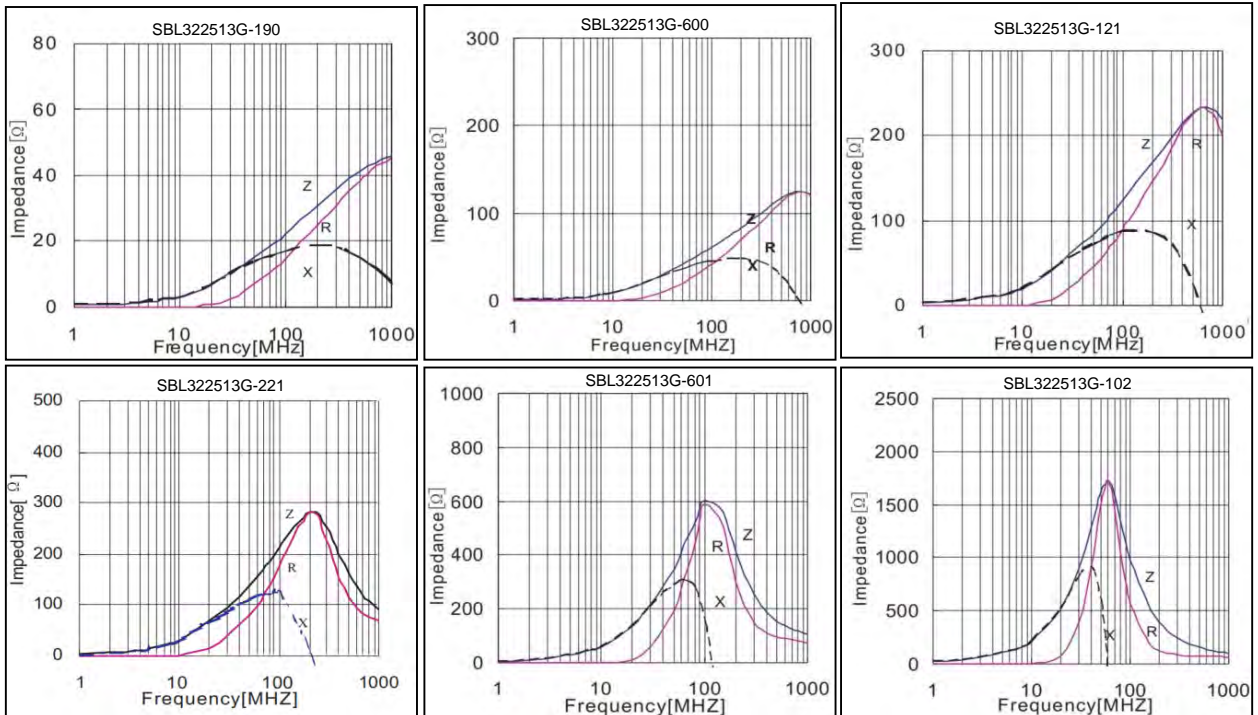 SBL322513G-190
80
60
40
20
0
Impedance[Ω]
Z
R
X
1 10 100 1000
Frequency[MHz]
SBL322513G-600
300
200
100
0
Impedance[Ω]
Z
R
X
1 10 100 1000
Frequency[MHZ]
SBL322513G-121
300
200
100
0
Impedance[Ω]
Z R
X
1 10 100 1000
Frequency[MHZ]
SBL322513G-221
500
400
300
200
100
0
Impedance[Ω]
Z
R
X
1 10 100 1000
Frequency[MHZ]
SBL322513G-601
1000
800
600
400
200
0
Impedance[Ω]
Z
R
X
1 10 100 1000
Frequency[MHZ]
SBL322513G-102
2500
2000
1500
1000
500
0
Impedance[Ω]
Z
R
X
1 10 100 1000
Frequency[MHZ]